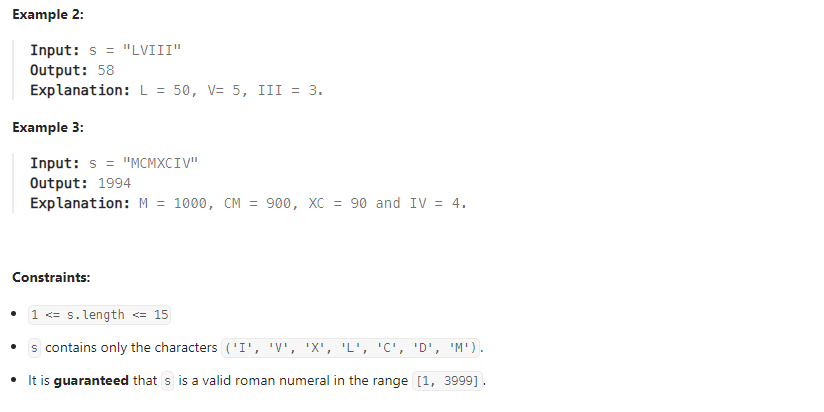 Example 2:
Input: s = "LVIII"
Output: 58
Explanation: L = 50, V= 5, III = 3.
Example 3:
Input: s = "MCMXCIV"
Output: 1994
Explanation: M = 1000, CM = 900, XC = 90 and IV = 4.
Constraints:
• 1 <= s.length <= 15
• s contains only the characters ('I', 'V', 'X', 'L', 'C', 'D', 'M').
• It is guaranteed that s is a valid roman numeral in the range [1, 3999].